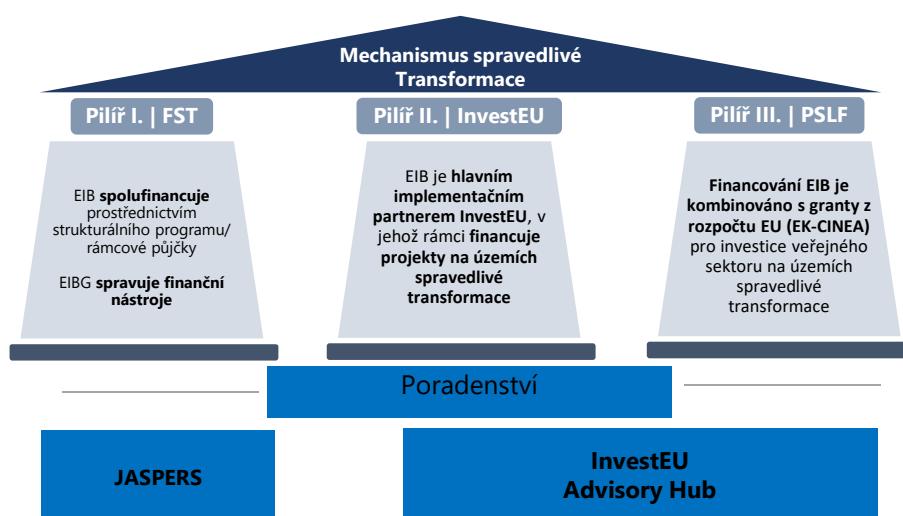 Mechanismus spravedlivé
Transformace
Pilíř I. | FST
EIB spolufinancuje
prostřednictvím
strukturálního programu/
rámcové půjčky
EIBG spravuje finanční
nástroje
Pilíř II. | InvestEU
EIB je hlavním
implementačním
partnerem InvestEU, v
jehož rámci financuje
projekty na územích
spravedlivé
transformace
Pilíř III. | PSLF
Financování EIB je
kombinováno s granty z
rozpočtu EU (EK-CINEA)
pro investice veřejného
sektoru na územích
spravedlivé
transformace
Poradenství
JASPERS
InvestEU
Advisory Hub